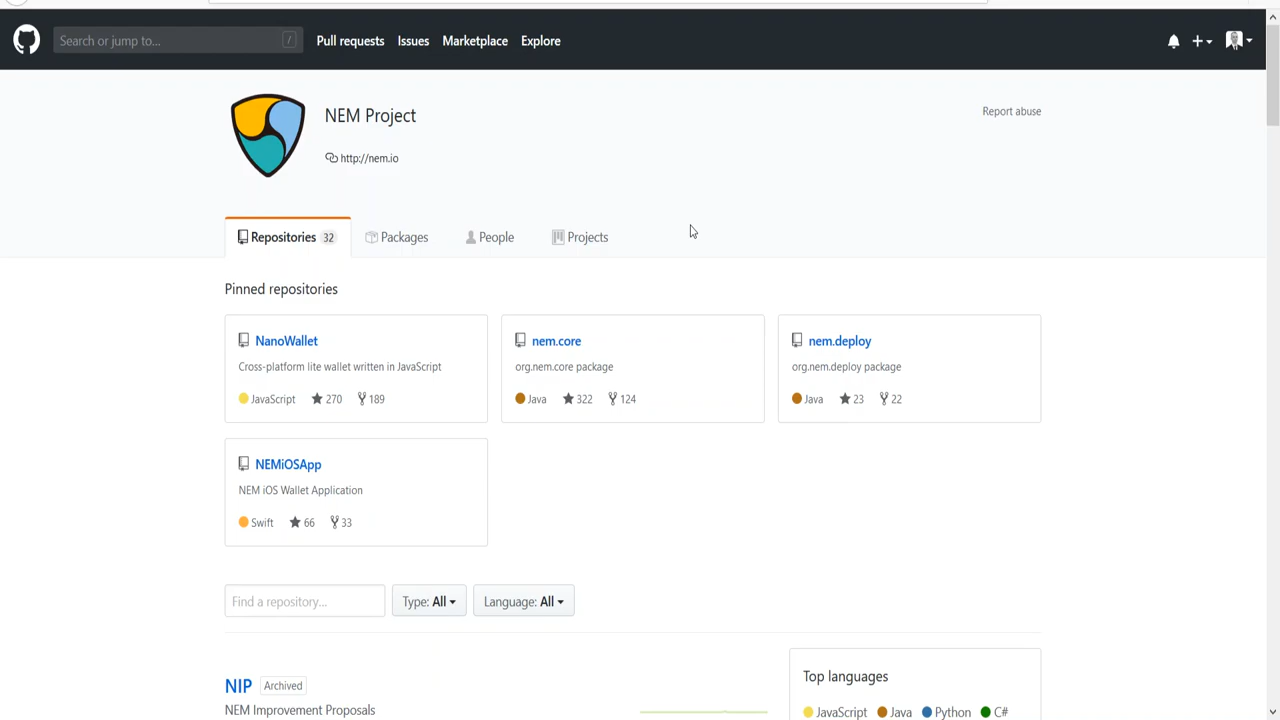 Search or jump to... /
Pull requests Issues Marketplace Explore
NEM Project
Report abuse
http://nem.io
Repositories 32 Packages People Projects
Pinned repositories
NanoWallet
Cross-platform lite wallet written in JavaScript
JavaScript 270 189
nem.core
org.nem.core package
Java 322 124
nem.deploy
org.nem.deploy package
Java 23 22
NEMiOSApp
NEM iOS Wallet Application
Swift 66 33
Find a repository... Type: All Language: All
NIP Archived
NEM Improvement Proposals
Top languages
JavaScript Java Python C#